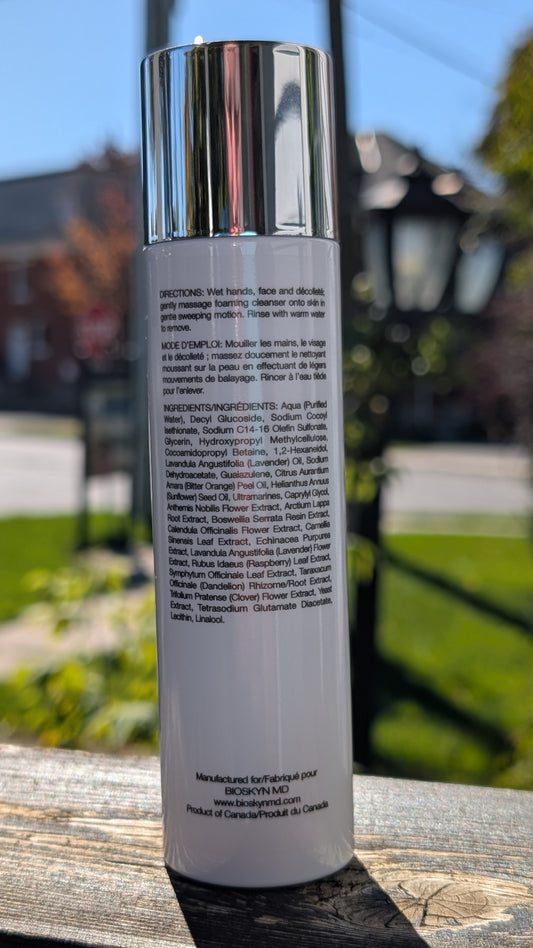 DIRECTIONS: Wet hands, face and décolleté;
gently massage foaming cleanser onto skin in
gentle sweeping motion. Rinse with warm water
to remove.
MODE D'EMPLOI: Mouiller les mains, le visage
et le décolleté ; massez doucement le nettoyant
moussant sur la peau en effectuant de légers
mouvements de balayage. Rincer à l'eau tiède
pour l'enlever.
INGREDIENTS/INGRÉDIENTS: Aqua (Purified
Water), Decyl Glucoside, Sodium Cocoyl
Isethionate, Sodium C14-16 Olefin Sulfonate,
Glycerin, Hydroxypropyl Methylcellulose,
Cocoamidopropyl Betaine, 1,2-Hexaneidol,
Lavandula Angustifolia (Lavender) Oil, Sodium
Dehydroacetate, Guaiazulene, Citrus Aurantium
Amara (Bitter Orange) Peel Oil, Helianthus Annuus
(Sunflower) Seed Oil, Ultramarines, Caprylyl Glycol,
Anthemis Nobilis Flower Extract, Arctium Lappa
Root Extract, Boswellia Serrata Resin Extract,
Calendula Officinalis Flower Extract, Camellia
Sinensis Leaf Extract, Echinacea Purpurea
Extract, Lavandula Angustifolia (Lavender) Flower
Extract, Rubus Idaeus (Raspberry) Leaf Extract,
Symphytum Officinale Leaf Extract, Taraxocum
Officinale (Dandelion) Rhizome/Root Extract,
Trifolium Pratense (Clover) Flower Extract, Yeast
Extract, Tetrasodium Glutamate Diacetate,
Lecithin, Linalool.
Manufactured for/Fabriqué pour
BIOSKYN MD
www.bioskynmd.com
Product of Canada/Produit du Canada